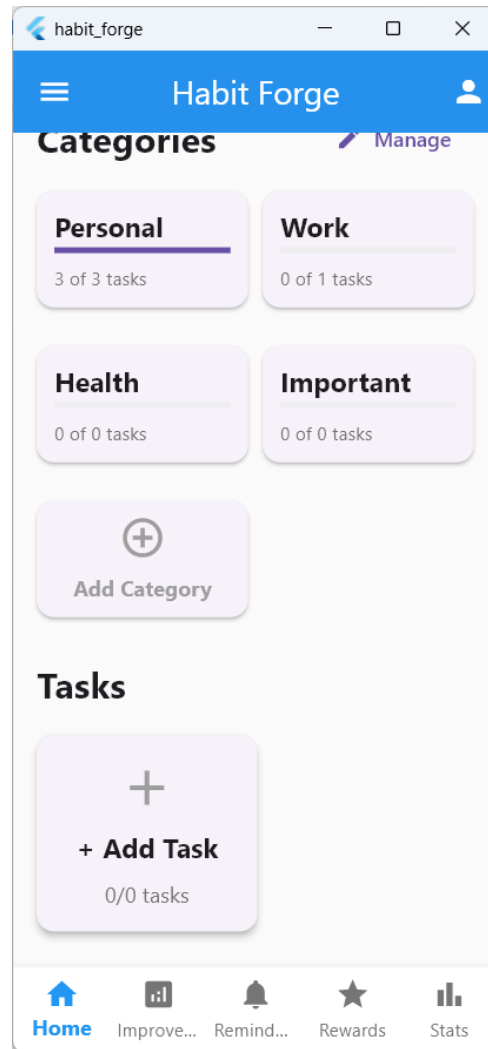 habit_forge
Habit Forge
Categories Manage
Personal Work
3 of 3 tasks 0 of 1 tasks
Health Important
0 of 0 tasks 0 of 0 tasks
Add Category
Tasks
+ Add Task
0/0 tasks
Home Improve... Remind... Rewards Stats